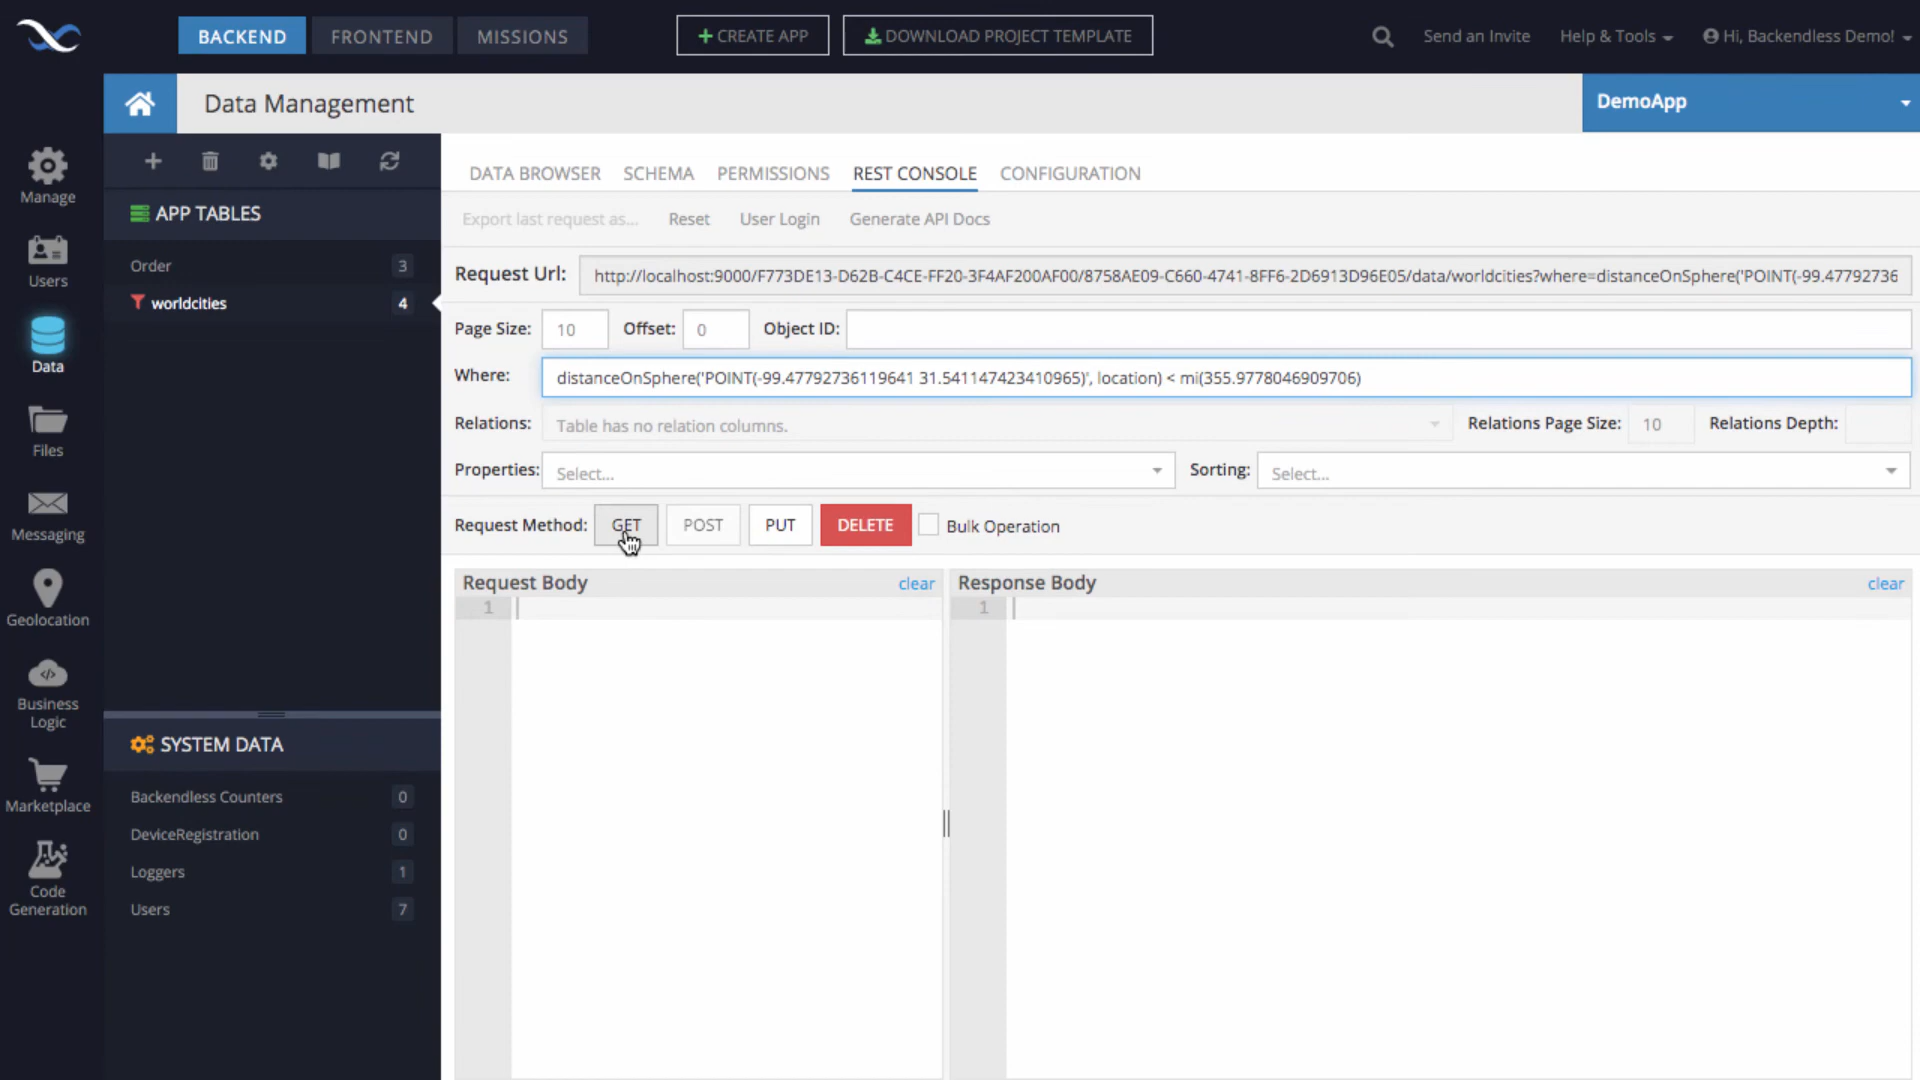 BACKEND FRONTEND MISSIONS + CREATE APP DOWNLOAD PROJECT TEMPLATE Send an Invite Help & Tools Hi, Backendless Demo!
Data Management DemoApp
Manage
Users
Data
Files
Messaging
Geolocation
Business
Logic
Marketplace
Code
Generation
APP TABLES
Order 3
worldcities 4
SYSTEM DATA
Backendless Counters 0
DeviceRegistration 0
Loggers 1
Users 7
DATA BROWSER SCHEMA PERMISSIONS REST CONSOLE CONFIGURATION
Export last request as... Reset User Login Generate API Docs
Request Url: http://localhost:9000/F773DE13-D62B-C4CE-FF20-3F4AF200AF00/8758AE09-C660-4741-8FF6-2D6913D96E05/data/worldcities?where=distanceOnSphere('POINT(-99.47792736
Page Size: 10 Offset: 0 Object ID:
Where: distanceOnSphere('POINT(-99.47792736119641 31.541147423410965)', location) < mi(355.9778046909706)
Relations: Table has no relation columns. Relations Page Size: 10 Relations Depth:
Properties: Select... Sorting: Select...
Request Method: GET POST PUT DELETE Bulk Operation
Request Body clear Response Body clear
1 1